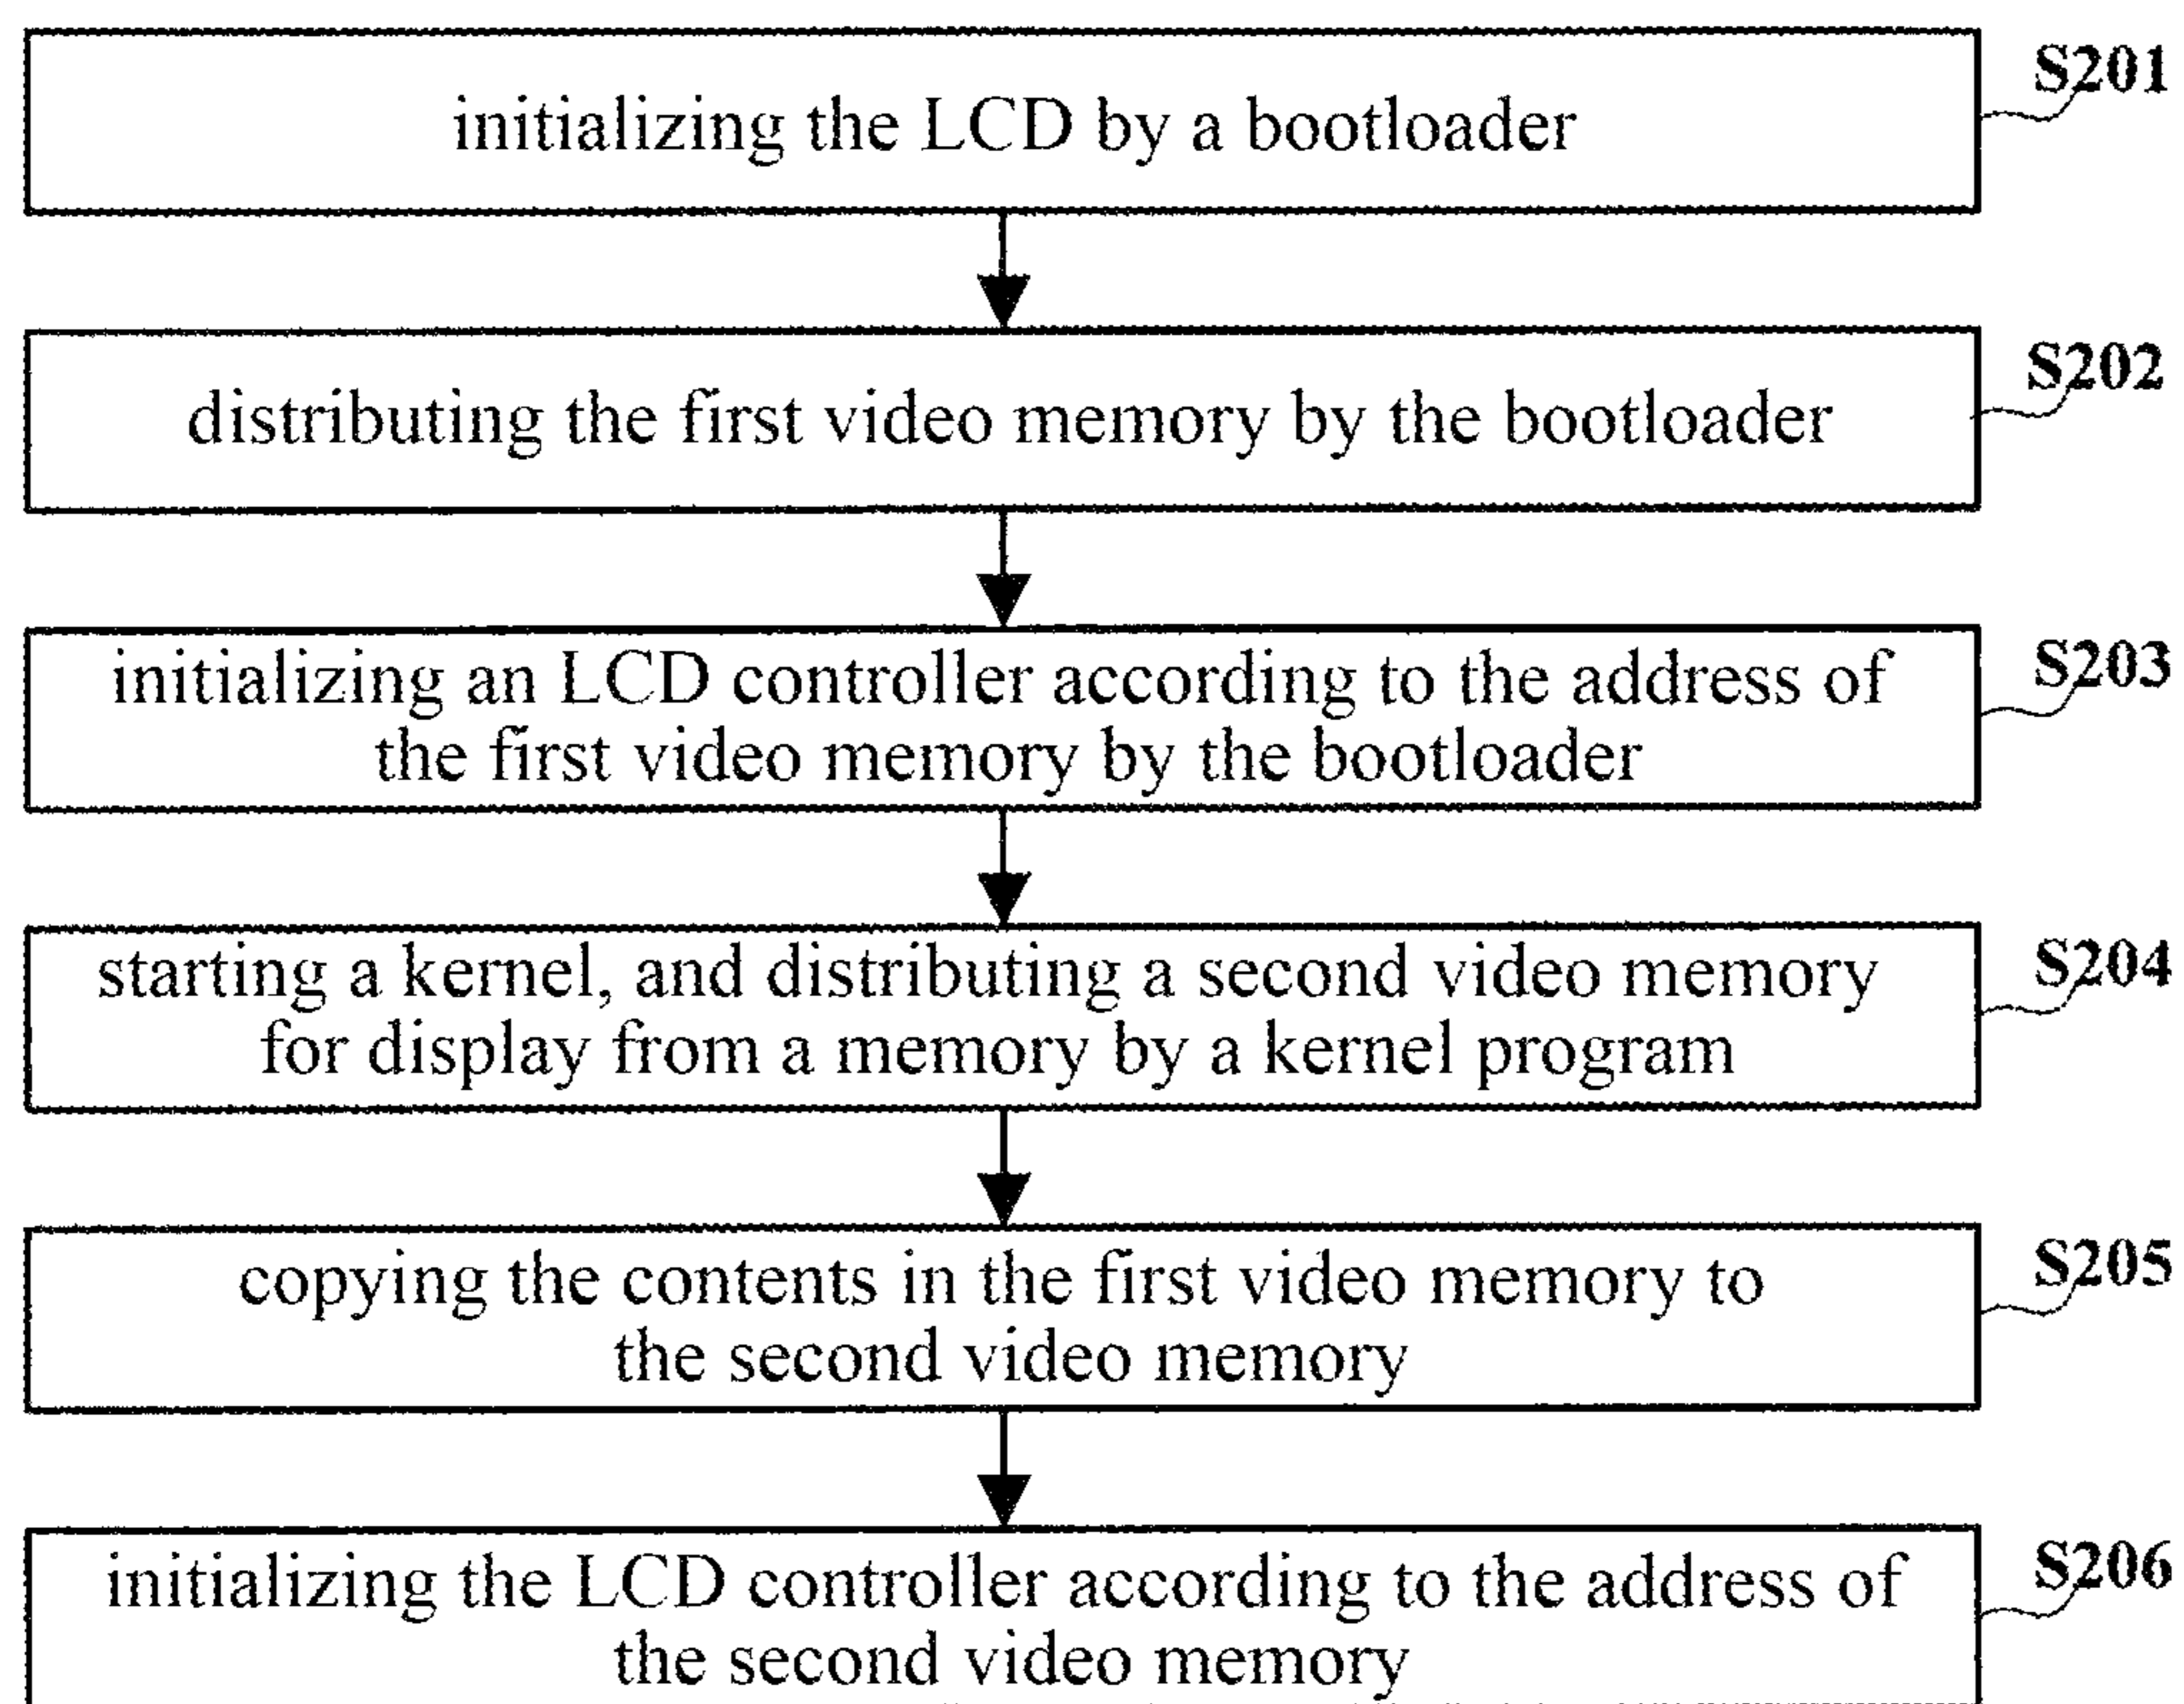 S201
initializing the LCD by a bootloader
S202
distributing the first video memory by the bootloader
S203
initializing an LCD controller according to the address of
the first video memory by the bootloader
S204
starting a kernel, and distributing a second video memory
for display from a memory by a kernel program
S205
copying the contents in the first video memory to
the second video memory
S206
initializing the LCD controller according to the address of
the second video memory